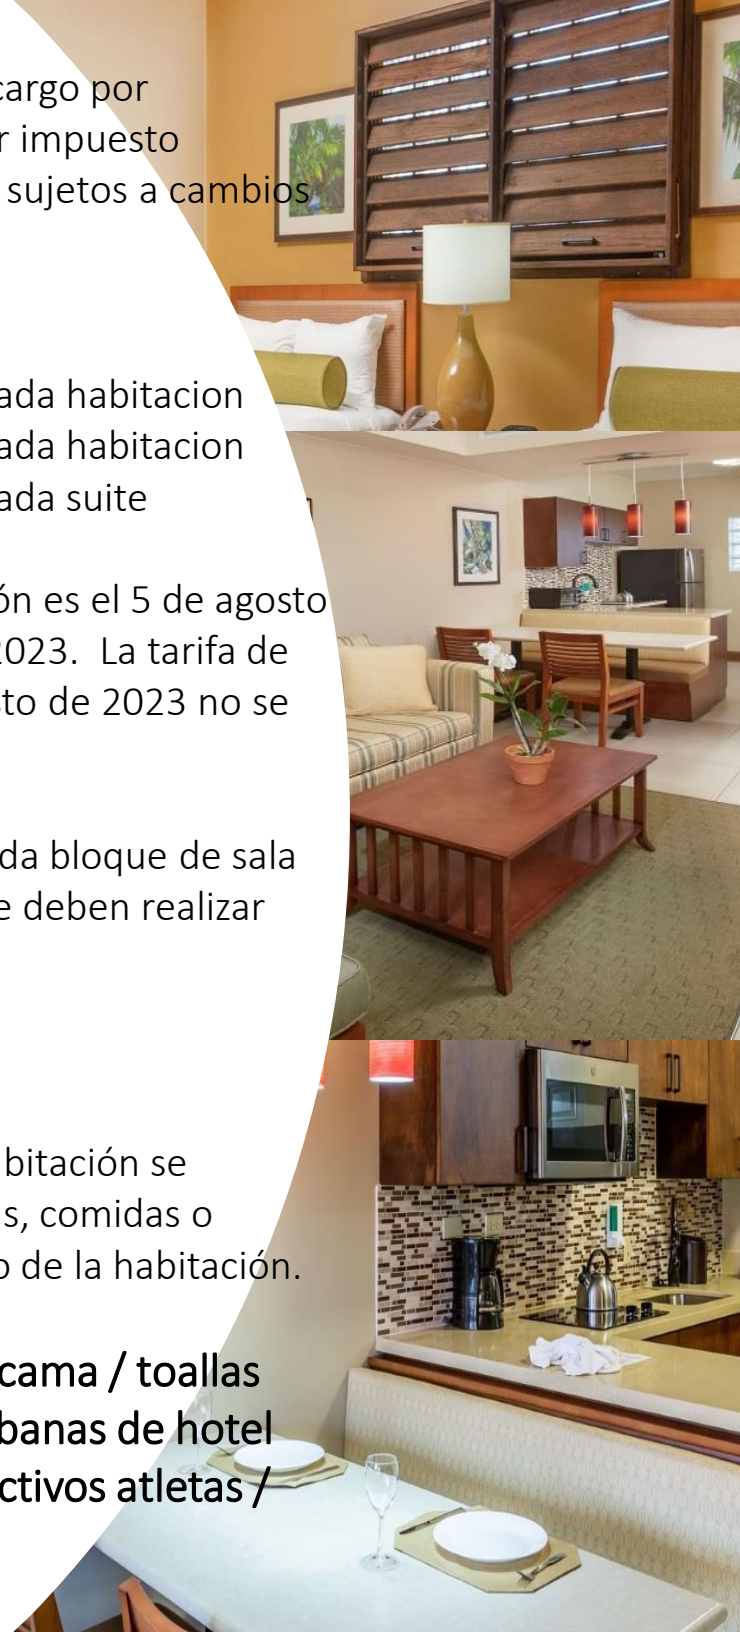 cargo por
r impuesto
sujetos a cambios
ada habitacion
ada habitacion
ada suite
ón es el 5 de agosto
2023. La tarifa de
sto de 2023 no se
da bloque de sala
e deben realizar
bitación se
s, comidas o
o de la habitación.
cama / toallas
banas de hotel
ctivos atletas /